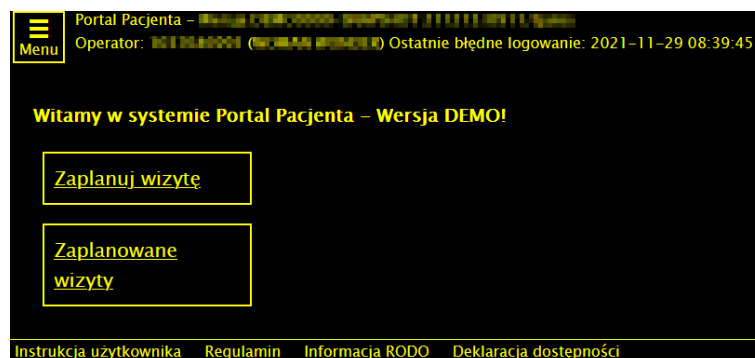 Portal Pacjenta –
Menu
Operator: ( ) Ostatnie błędne logowanie: 2021-11-29 08:39:45
Witamy w systemie Portal Pacjenta – Wersja DEMO!
Zaplanuj wizytę
Zaplanowane
wizyty
Instrukcja użytkownika Regulamin Informacja RODO Deklaracja dostępności